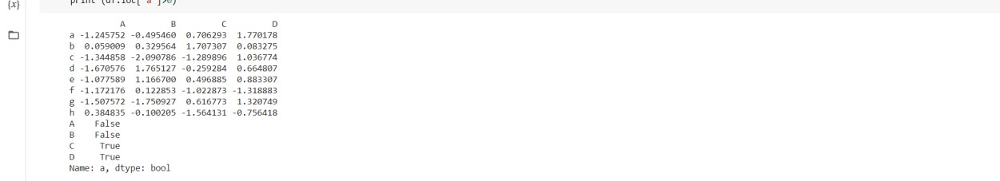 {x}
print (df.loc['a']>0)
          A         B         C         D
a -1.245752 -0.495460  0.706293  1.770178
b  0.059009  0.329564  1.707307  0.083275
c -1.344858 -2.090786 -1.289896  1.036774
d -1.670576  1.765127 -0.259284  0.664807
e -1.077589  1.166700  0.496885  0.883307
f -1.172176  0.122853 -1.022873 -1.318883
g -1.507572 -1.750927  0.616773  1.320749
h  0.384835 -0.100205 -1.564131 -0.756418
A    False
B    False
C     True
D     True
Name: a, dtype: bool